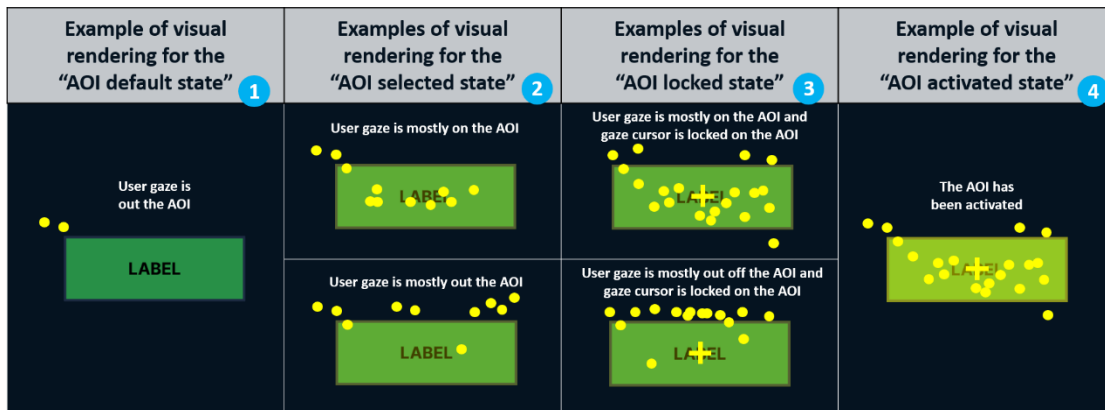 Example of visual
rendering for the
“AOI default state”
1
Examples of visual
rendering for the
“AOI selected state”
2
Examples of visual
rendering for the
“AOI locked state”
3
Example of visual
rendering for the
“AOI activated state”
4
User gaze is
out the AOI
LABEL
User gaze is mostly on the AOI
LABEL
User gaze is mostly out the AOI
LABEL
User gaze is mostly on the AOI and
gaze cursor is locked on the AOI
LABEL
User gaze is mostly out off the AOI and
gaze cursor is locked on the AOI
LABEL
The AOI has
been activated
LABEL